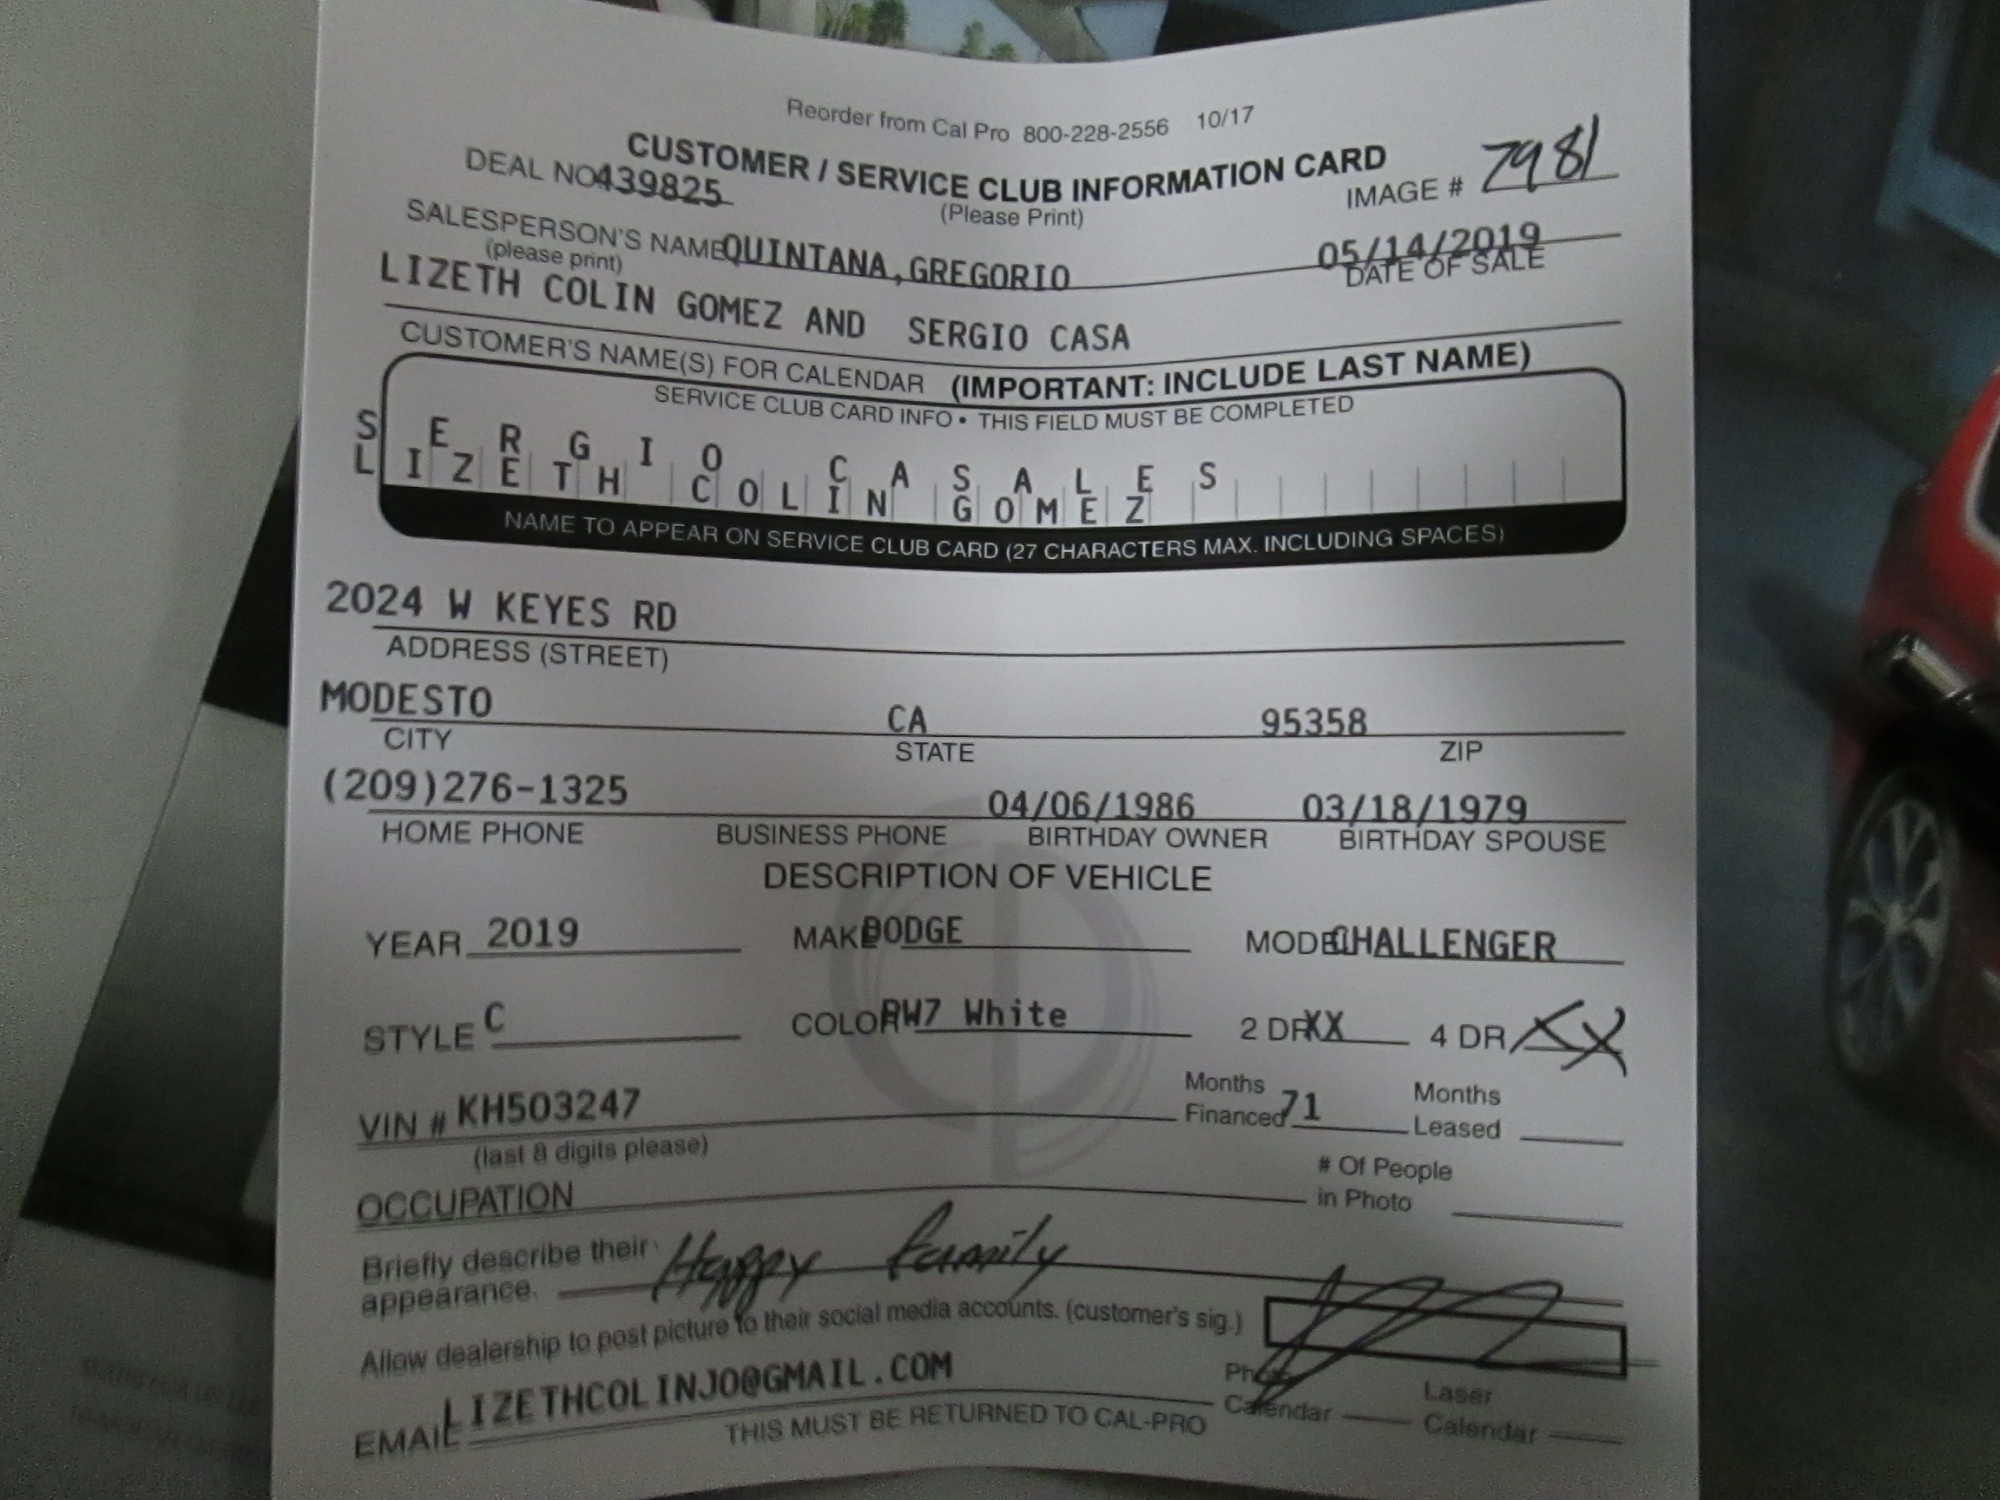 Reorder from Cal Pro 800-228-2556 10/17
CUSTOMER / SERVICE CLUB INFORMATION CARD
DEAL NO 439825 (Please Print) IMAGE # 7981
SALESPERSON'S NAME QUINTANA,GREGORIO 05/14/2019
(please print) DATE OF SALE
LIZETH COLIN GOMEZ AND SERGIO CASA
CUSTOMER'S NAME(S) FOR CALENDAR (IMPORTANT: INCLUDE LAST NAME)
SERVICE CLUB CARD INFO • THIS FIELD MUST BE COMPLETED
SERGIO CASALES
LIZETH COLIN GOMEZ
NAME TO APPEAR ON SERVICE CLUB CARD (27 CHARACTERS MAX. INCLUDING SPACES)
2024 W KEYES RD
ADDRESS (STREET)
MODESTO CA 95358
CITY STATE ZIP
(209)276-1325 04/06/1986 03/18/1979
HOME PHONE BUSINESS PHONE BIRTHDAY OWNER BIRTHDAY SPOUSE
DESCRIPTION OF VEHICLE
YEAR 2019 MAKE DODGE MODEL CHALLENGER
STYLE C COLOR PW7 White 2 DR XX 4 DR XX
VIN # KH503247 Months Financed 71 Months Leased
(last 8 digits please)
OCCUPATION # Of People in Photo
Briefly describe their appearance. Happy family
Allow dealership to post picture to their social media accounts. (customer's sig.)
EMAIL LIZETHCOLINJO@GMAIL.COM Photo Calendar Laser Calendar
THIS MUST BE RETURNED TO CAL-PRO